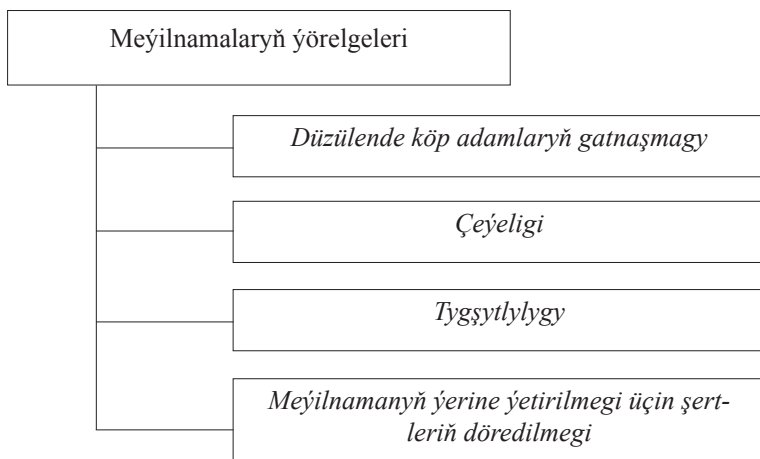 Meýilnamalaryň ýörelgeleri
Düzülende köp adamlaryň gatnaşmagy
Çeýeligi
Tygşytlylygy
Meýilnamanyň ýerine ýetirilmegi üçin şert-
leriň döredilmegi